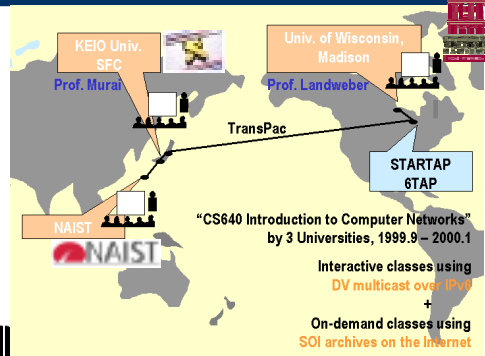 KEIO Univ.
SFC
Prof. Murai
Univ. of Wisconsin,
Madison
Prof. Landweber
TransPac
STARTAP
6TAP
NAIST
NAIST
“CS640 Introduction to Computer Networks”
by 3 Universities, 1999.9 – 2000.1
Interactive classes using
DV multicast over IPv6
+
On-demand classes using
SOI archives on the Internet